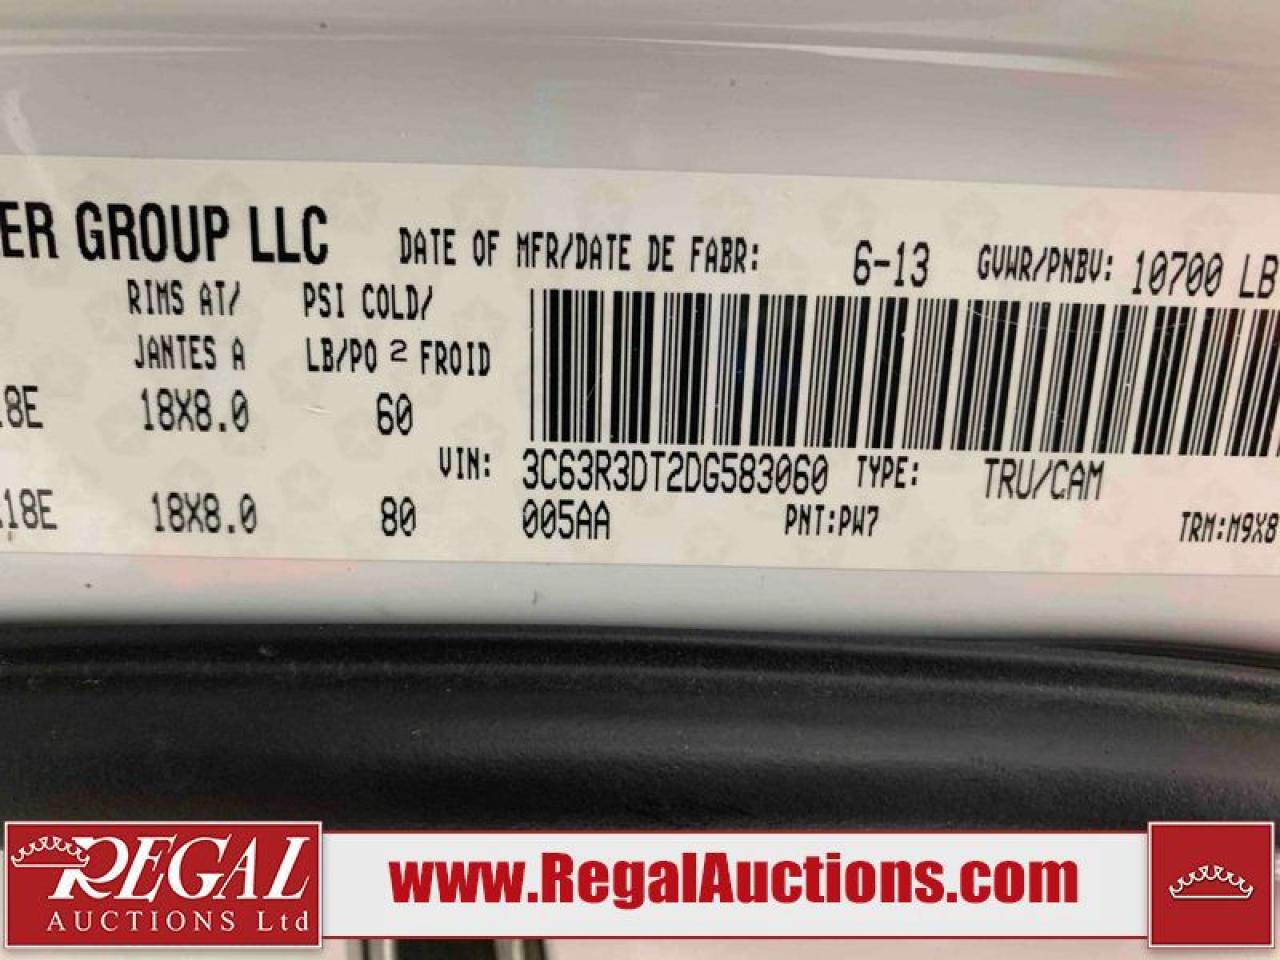 ER GROUP LLC DATE OF MFR/DATE DE FABR: 6-13 GVWR/PNBV: 10700 LB
RIMS AT/ PSI COLD/
JANTES A LB/PO 2 FROID
18E 18X8.0 60
VIN: 3C63R3DT2DG583060 TYPE: TRU/CAM
18E 18X8.0 80 005AA PNT:PW7 TRM:M9X8
REGAL
AUCTIONS Ltd
www.RegalAuctions.com